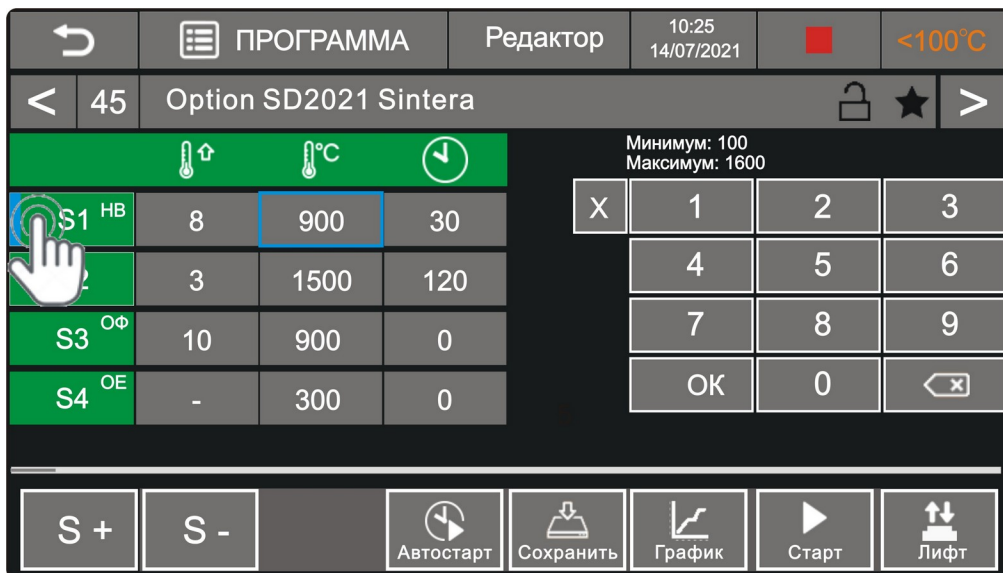 ПРОГРАММА
Редактор
10:25
14/07/2021
<100°C
<
45
Option SD2021 Sintera
>
°C
Минимум: 100
Максимум: 1600
S1 НВ
8
900
30
X
1
2
3
3
1500
120
4
5
6
S3 ОФ
10
900
0
7
8
9
S4 ОЕ
-
300
0
ОК
0
S +
S -
Автостарт
Сохранить
График
Старт
Лифт